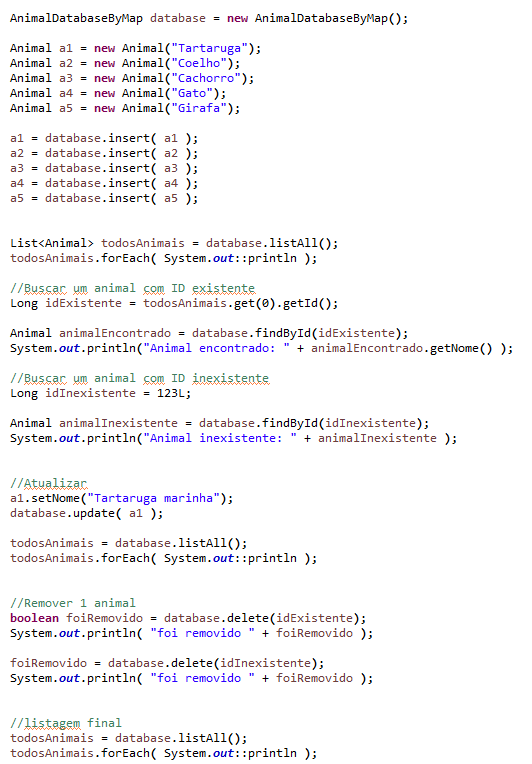 AnimalDatabaseByMap database = new AnimalDatabaseByMap();
Animal a1 = new Animal("Tartaruga");
Animal a2 = new Animal("Coelho");
Animal a3 = new Animal("Cachorro");
Animal a4 = new Animal("Gato");
Animal a5 = new Animal("Girafa");
a1 = database.insert( a1 );
a2 = database.insert( a2 );
a3 = database.insert( a3 );
a4 = database.insert( a4 );
a5 = database.insert( a5 );
List<Animal> todosAnimais = database.listAll();
todosAnimais.forEach( System.out::println );
//Buscar um animal com ID existente
Long idExistente = todosAnimais.get(0).getId();
Animal animalEncontrado = database.findById(idExistente);
System.out.println("Animal encontrado: " + animalEncontrado.getNome() );
//Buscar um animal com ID inexistente
Long idInexistente = 123L;
Animal animalInexistente = database.findById(idInexistente);
System.out.println("Animal inexistente: " + animalInexistente );
//Atualizar
a1.setNome("Tartaruga marinha");
database.update( a1 );
todosAnimais = database.listAll();
todosAnimais.forEach( System.out::println );
//Remover 1 animal
boolean foiRemovido = database.delete(idExistente);
System.out.println( "foi removido " + foiRemovido );
foiRemovido = database.delete(idInexistente);
System.out.println( "foi removido " + foiRemovido );
//listagem final
todosAnimais = database.listAll();
todosAnimais.forEach( System.out::println );